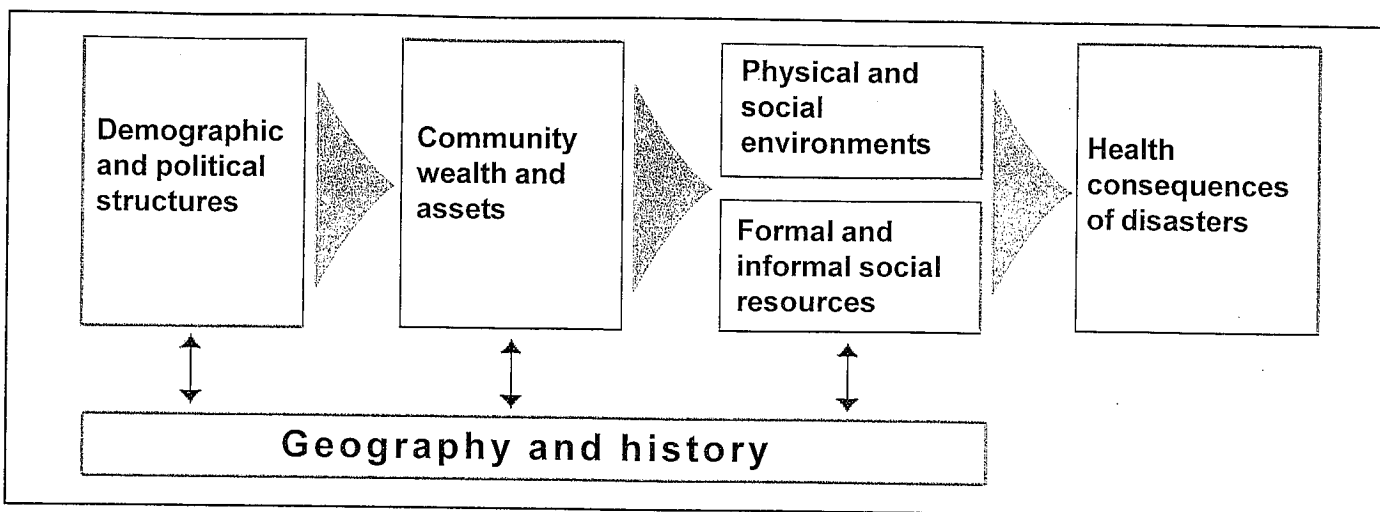 Demographic
and political
structures
Community
wealth and
assets
Physical and
social
environments
Formal and
informal social
resources
Health
consequences
of disasters
Geography and history